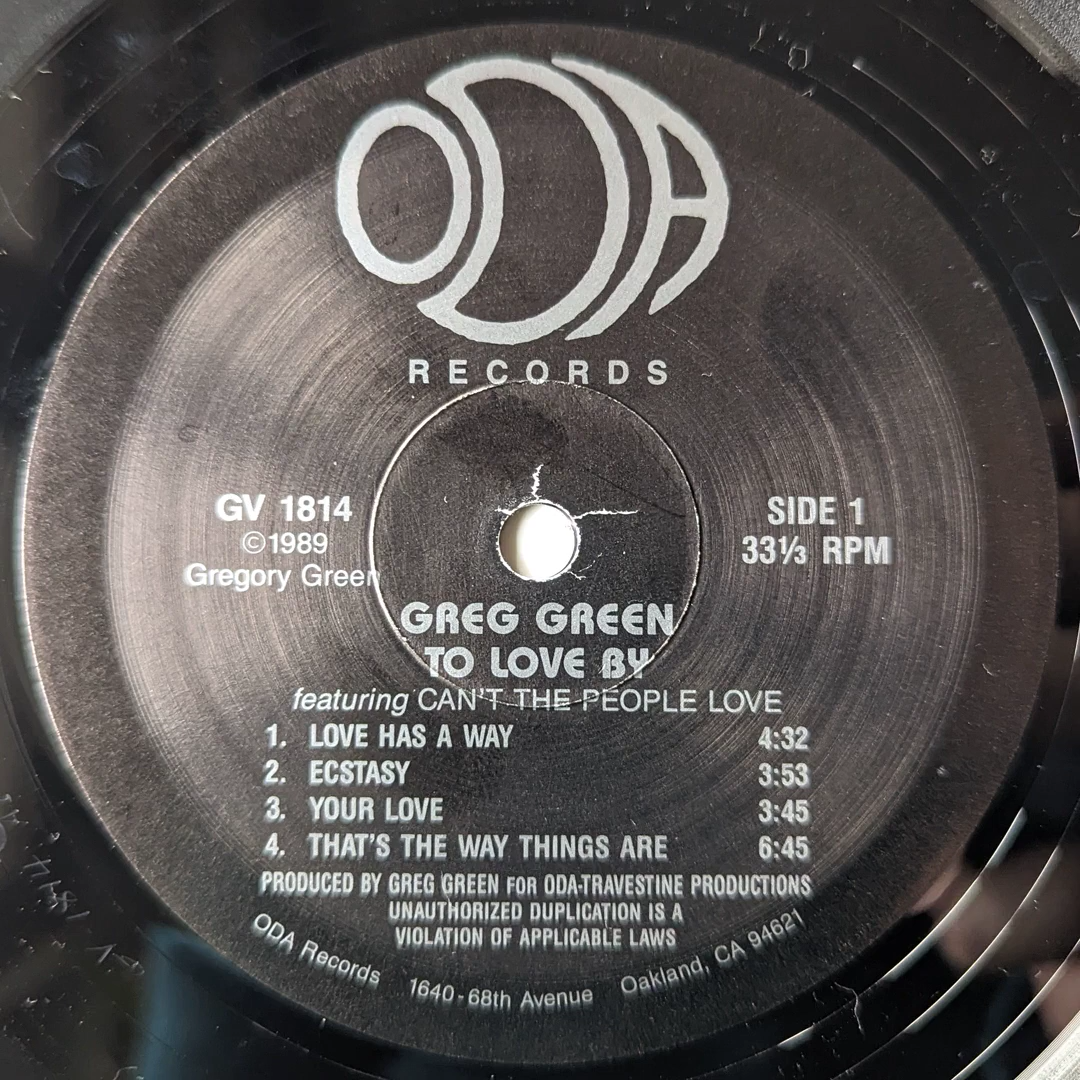 ODA
RECORDS
GV 1814
©1989
Gregory Green
SIDE 1
33⅓ RPM
GREG GREEN
TO LOVE BY
featuring CAN'T THE PEOPLE LOVE
1. LOVE HAS A WAY 4:32
2. ECSTASY 3:53
3. YOUR LOVE 3:45
4. THAT'S THE WAY THINGS ARE 6:45
PRODUCED BY GREG GREEN FOR ODA-TRAVESTINE PRODUCTIONS
UNAUTHORIZED DUPLICATION IS A
VIOLATION OF APPLICABLE LAWS
ODA Records 1640-68th Avenue Oakland, CA 94621